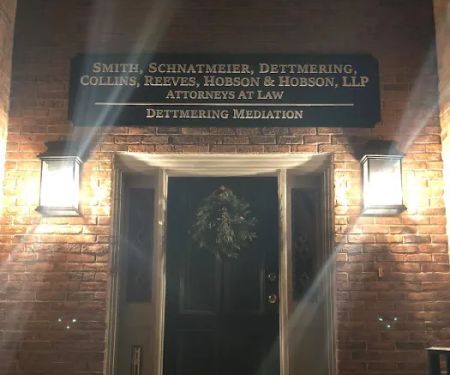 Smith, Schnatmeier, Dettmering,
Collins, Reeves, Hobson & Hobson, LLP
Attorneys At Law
Dettmering Mediation